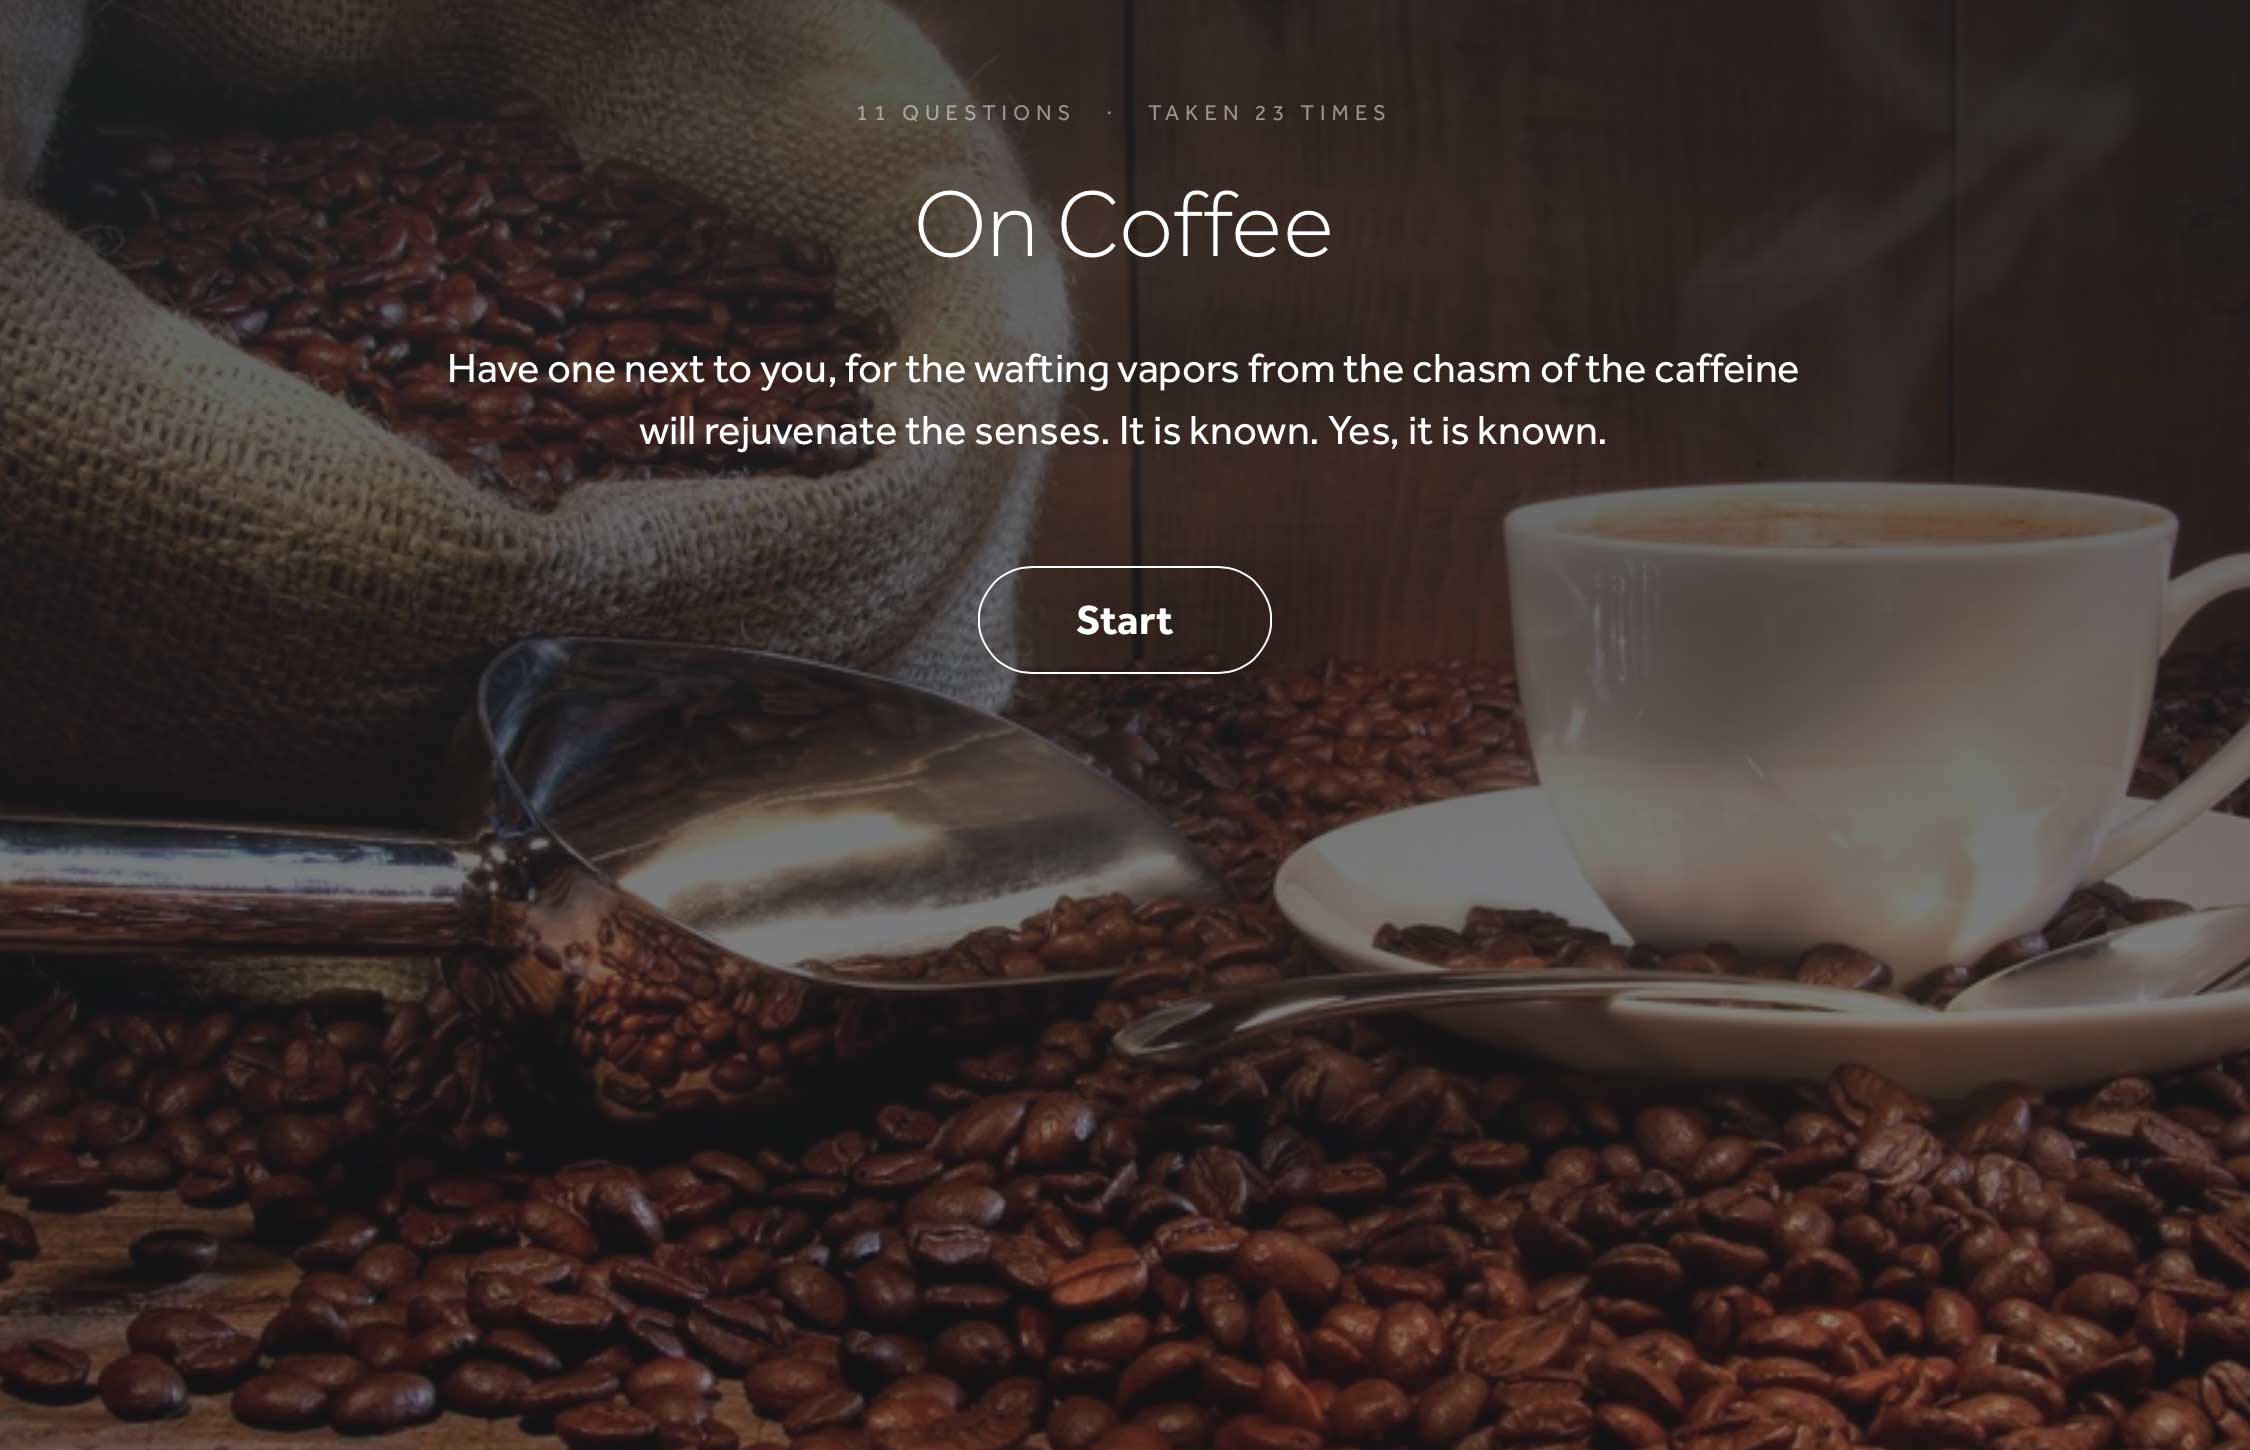 11 QUESTIONS · TAKEN 23 TIMES
On Coffee
Have one next to you, for the wafting vapors from the chasm of the caffeine
will rejuvenate the senses. It is known. Yes, it is known.
Start